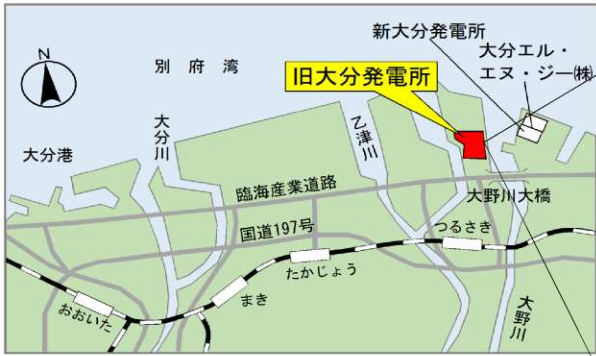 N
新大分発電所
大分エル・
エヌ・ジー㈱
別府湾
旧大分発電所
大分川
乙津川
大分港
臨海産業道路
大野川大橋
国道197号
つるさき
たかじょう
まき
おおいた
大野川